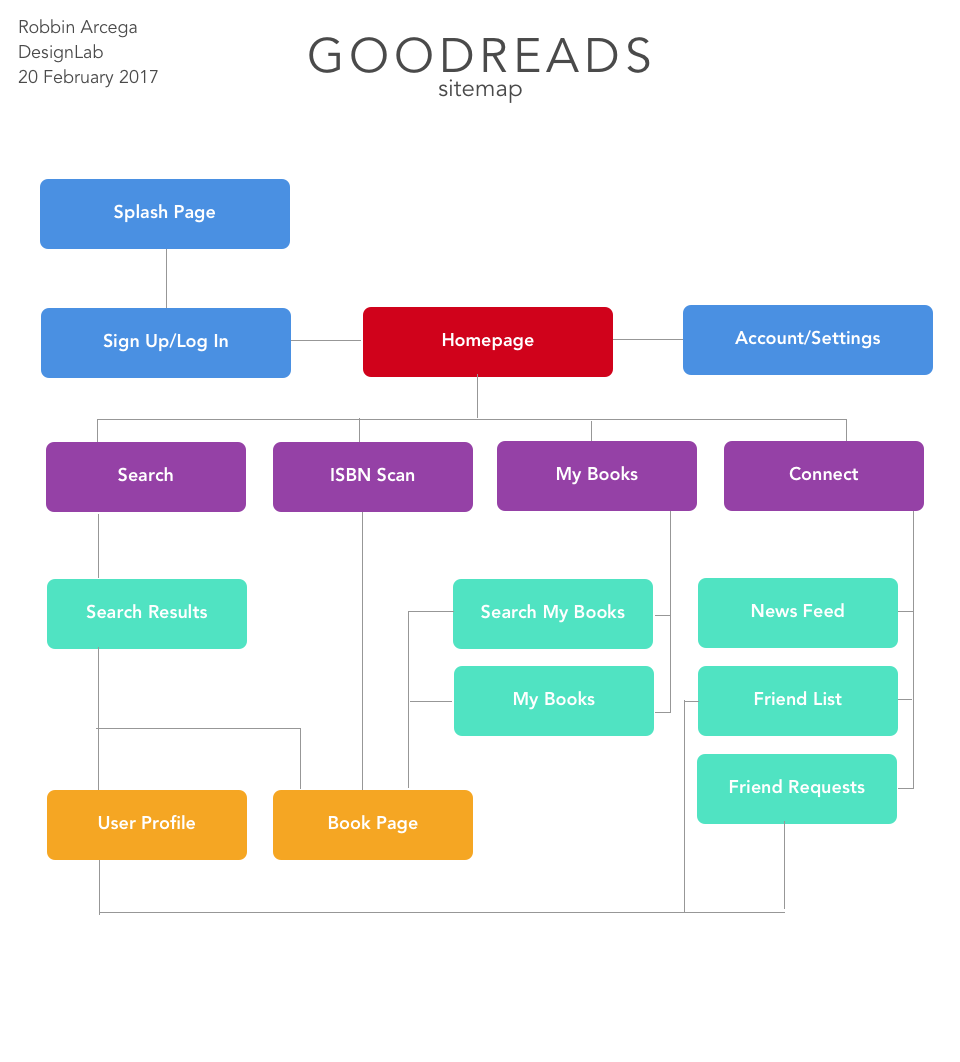 Robbin Arcega
DesignLab
20 February 2017
GOODREADS
sitemap
Splash Page
Sign Up/Log In
Homepage
Account/Settings
Search
ISBN Scan
My Books
Connect
Search Results
Search My Books
News Feed
My Books
Friend List
Friend Requests
User Profile
Book Page